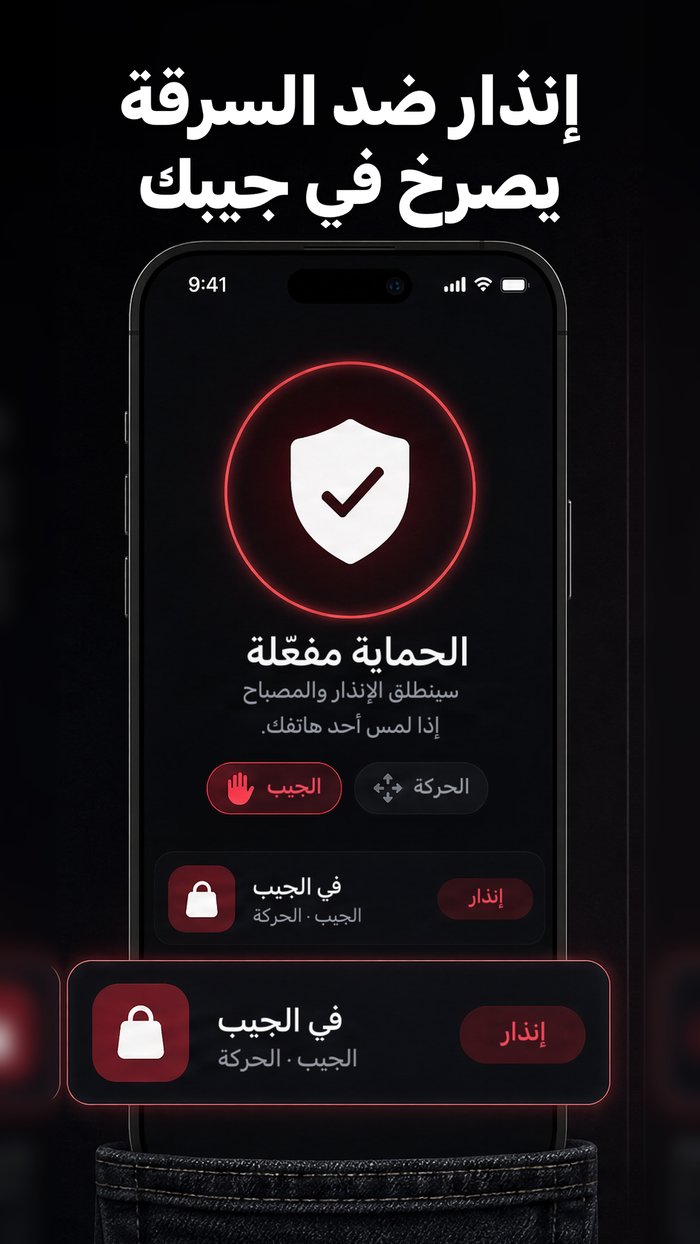 إنذار ضد السرقة
يصرخ في جيبك
9:41
الحماية مفعّلة
سينطلق الإنذار والمصباح
إذا لمس أحد هاتفك.
الجيب
الحركة
في الجيب
الجيب · الحركة
إنذار
في الجيب
الجيب · الحركة
إنذار